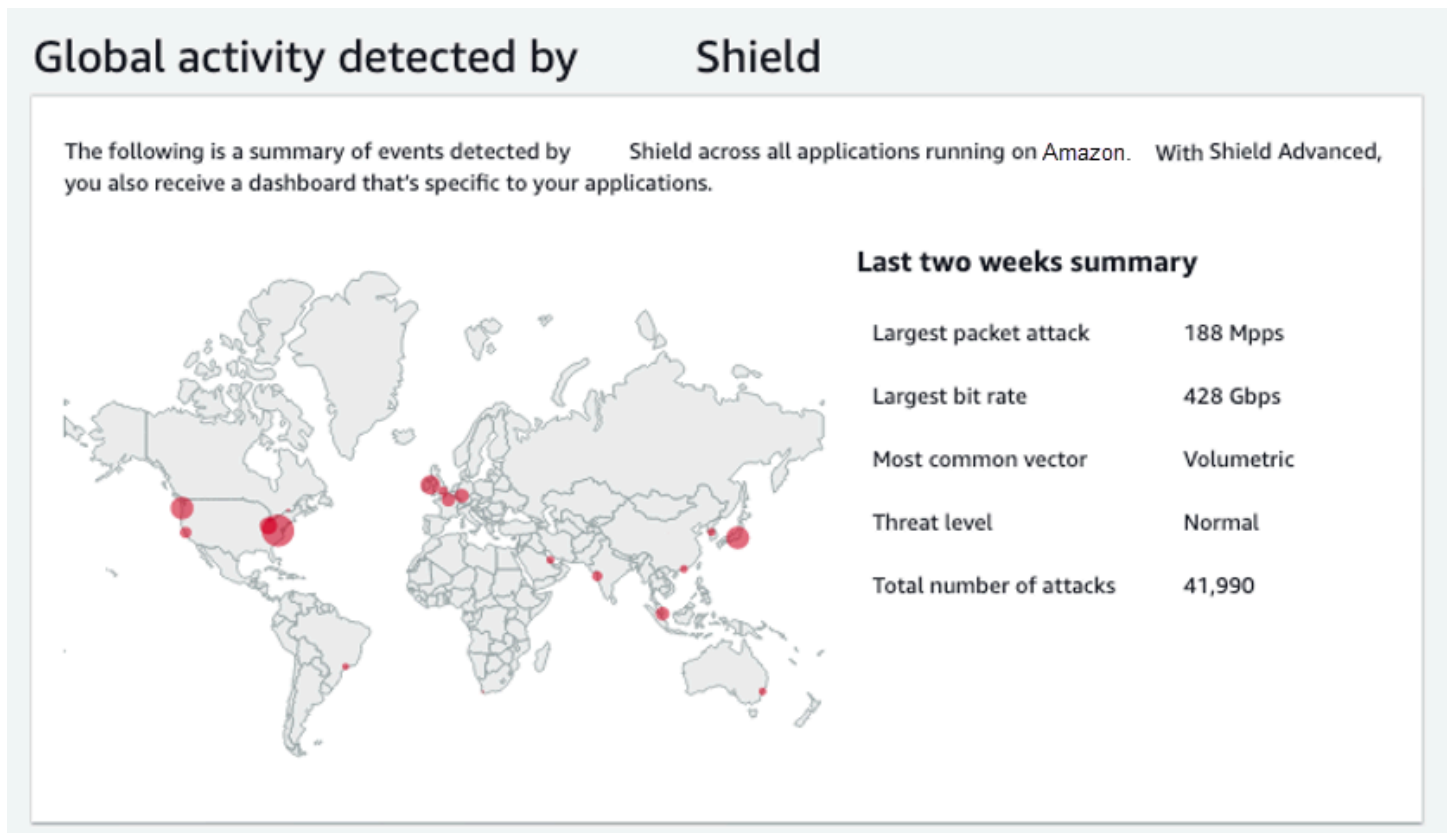 Global activity detected by Shield
The following is a summary of events detected by Shield across all applications running on Amazon. With Shield Advanced,
you also receive a dashboard that's specific to your applications.
Last two weeks summary
Largest packet attack 188 Mpps
Largest bit rate 428 Gbps
Most common vector Volumetric
Threat level Normal
Total number of attacks 41,990